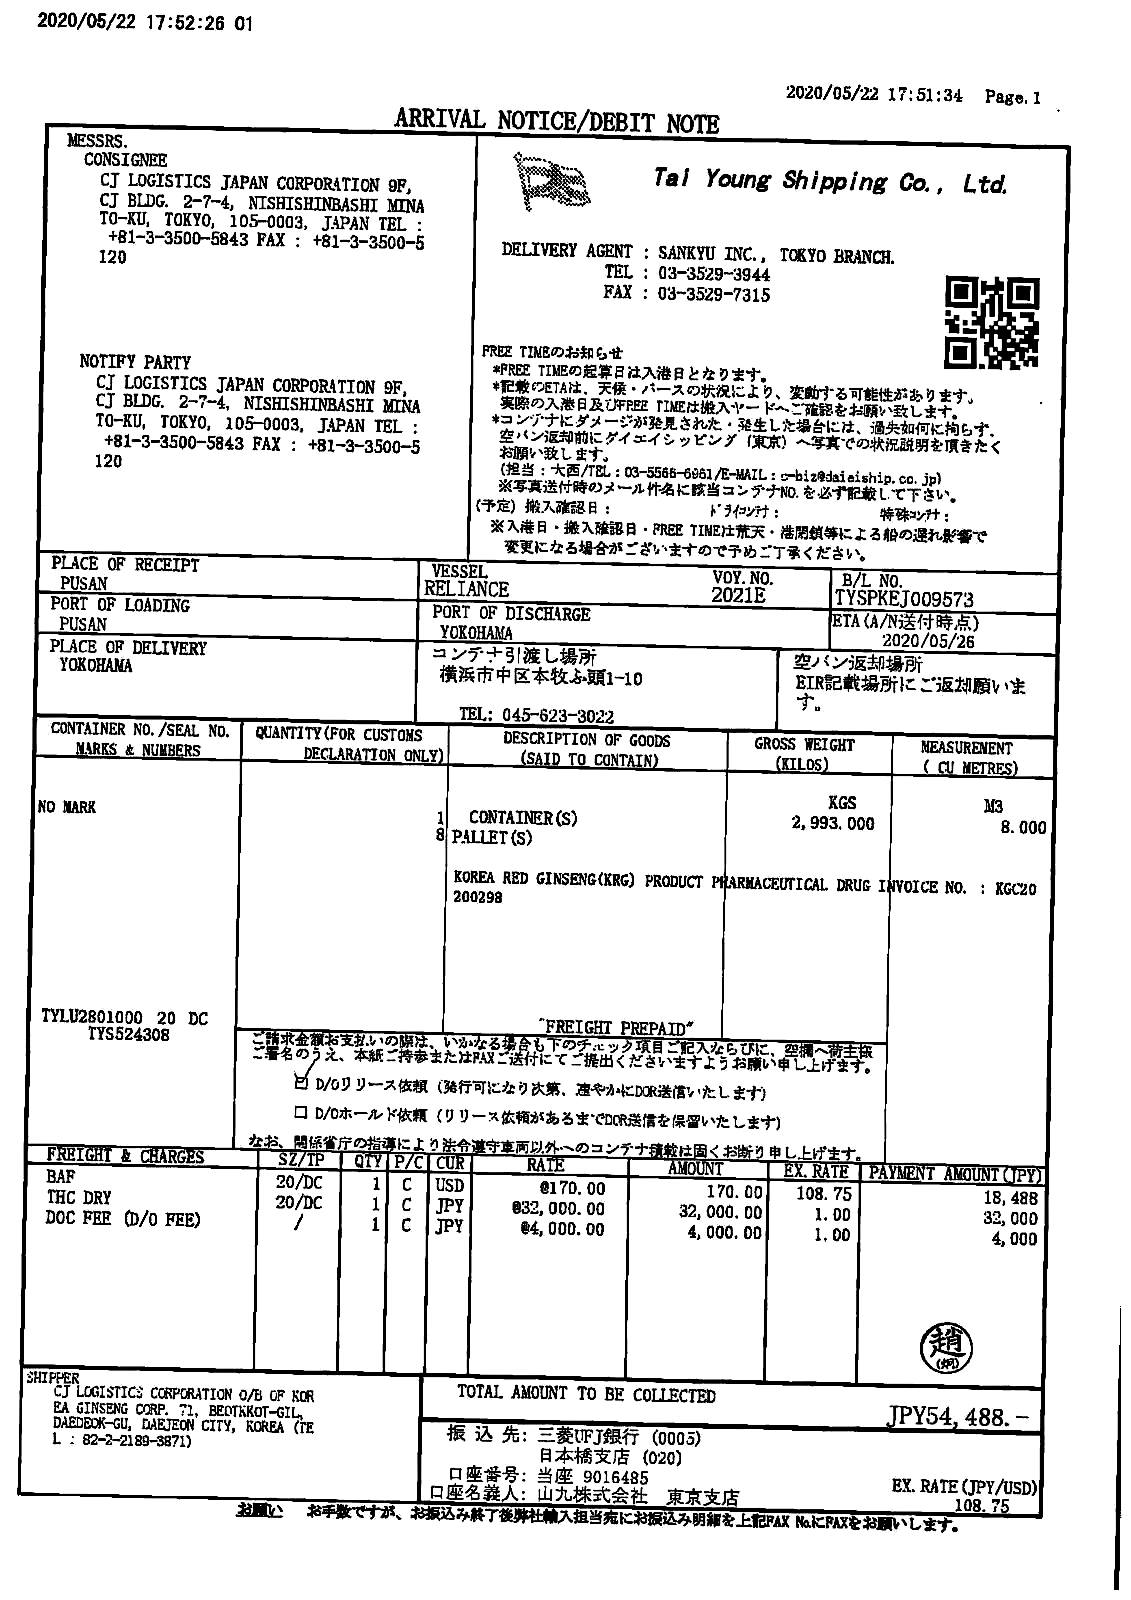 2020/05/22 17:52:26 01
2020/05/22 17:51:34 Page.1
ARRIVAL NOTICE/DEBIT NOTE
MESSRS.
CONSIGNEE
CJ LOGISTICS JAPAN CORPORATION 9F,
CJ BLDG. 2-7-4, NISHISHINBASHI MINA
TO-KU, TOKYO, 105-0003, JAPAN TEL :
+81-3-3500-5843 FAX : +81-3-3500-5
120
NOTIFY PARTY
CJ LOGISTICS JAPAN CORPORATION 9F,
CJ BLDG. 2-7-4, NISHISHINBASHI MINA
TO-KU, TOKYO, 105-0003, JAPAN TEL :
+81-3-3500-5843 FAX : +81-3-3500-5
120
Tai Young Shipping Co., Ltd.
DELIVERY AGENT : SANKYU INC., TOKYO BRANCH.
TEL : 03-3529-3944
FAX : 03-3529-7315
FREE TIMEのお知らせ
*FREE TIMEの起算日は入港日となります。
*記載のETAは、天候・バースの状況により、変動する可能性があります。
実際の入港日及びFREE TIMEは搬入ヤードへご確認をお願い致します。
*コンテナにダメージが発見された・発生した場合には、過失如何に拘らず、
空バン返却前にダイエイシッピング(東京)へ写真での状況説明を頂きたく
お願い致します。
(担当:大西/TEL:03-5566-6961/E-MAIL:c-biz@daieiship.co.jp)
※写真送付時のメール件名に該当コンテナNO.を必ず記載して下さい。
(予定)搬入確認日: ドライコンテナ: 特殊コンテナ:
※入港日・搬入確認日・FREE TIMEは荒天・港閉鎖等による船の遅れ影響で
変更になる場合がございますので予めご了承ください。
PLACE OF RECEIPT
PUSAN
VESSEL VOY. NO.
RELIANCE 2021E
B/L NO.
TYSPKEJ009573
PORT OF LOADING
PUSAN
PORT OF DISCHARGE
YOKOHAMA
ETA(A/N送付時点)
2020/05/26
PLACE OF DELIVERY
YOKOHAMA
コンテナ引渡し場所
横浜市中区本牧ふ頭1-10
TEL: 045-623-3022
空バン返却場所
EIR記載場所にご返却願いま
す。
CONTAINER NO./SEAL NO.
MARKS & NUMBERS
QUANTITY(FOR CUSTOMS
DECLARATION ONLY)
DESCRIPTION OF GOODS
(SAID TO CONTAIN)
GROSS WEIGHT
(KILOS)
MEASUREMENT
( CU METRES)
NO MARK
KGS M3
1 CONTAINER(S) 2,993.000 8.000
8 PALLET(S)
KOREA RED GINSENG(KRG) PRODUCT PHARMACEUTICAL DRUG INVOICE NO. : KGC20
200298
TYLU2801000 20 DC
TYS524308
"FREIGHT PREPAID"
ご請求金額お支払いの際は、いかなる場合も下のチェック項目ご記入ならびに、空欄へ荷主様
ご署名のうえ、本紙ご持参またはFAXご送付にてご提出くださいますようお願い申し上げます。
☑ D/Oリリース依頼 (発行可になり次第、速やかにDOR送信いたします)
□ D/Oホールド依頼 (リリース依頼があるまでDOR送信を保留いたします)
なお、関係省庁の指導により法令遵守車両以外へのコンテナ積載は固くお断り申し上げます。
FREIGHT & CHARGES SZ/TP QTY P/C CUR RATE AMOUNT EX. RATE PAYMENT AMOUNT(JPY)
BAF 20/DC 1 C USD @170.00 170.00 108.75 18,488
THC DRY 20/DC 1 C JPY @32,000.00 32,000.00 1.00 32,000
DOC FEE (D/O FEE) / 1 C JPY @4,000.00 4,000.00 1.00 4,000
趙
SHIPPER
CJ LOGISTICS CORPORATION O/B OF KOR
EA GINSENG CORP. 71, BEOTKKOT-GIL,
DAEDEOK-GU, DAEJEON CITY, KOREA (TE
L : 82-2-2189-3871)
TOTAL AMOUNT TO BE COLLECTED
JPY54,488.-
振 込 先: 三菱UFJ銀行 (0005)
日本橋支店 (020)
口座番号: 当座 9016485
口座名義人: 山九株式会社 東京支店
EX. RATE(JPY/USD)
108.75
お願い お手数ですが、お振込み終了後弊社輸入担当宛にお振込み明細を上記FAX No.にFAXをお願いします。